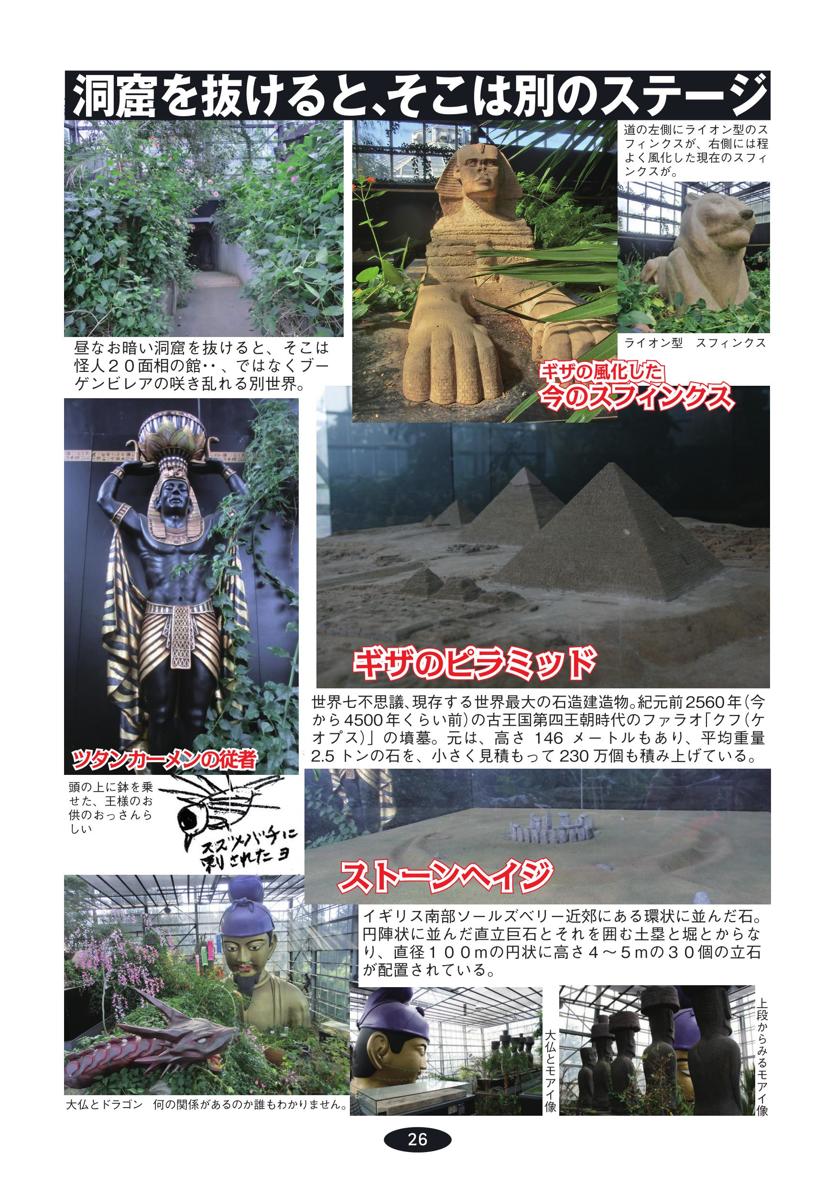 洞窟を抜けると、そこは別のステージ
道の左側にライオン型のス
フィンクスが、右側には程
よく風化した現在のスフィ
ンクスが。
ライオン型　スフィンクス
昼なお暗い洞窟を抜けると、そこは
怪人２０面相の館‥、ではなくブー
ゲンビレアの咲き乱れる別世界。
ギザの風化した
今のスフィンクス
ギザのピラミッド
世界七不思議、現存する世界最大の石造建造物。紀元前2560年（今
から4500年くらい前）の古王国第四王朝時代のファラオ「クフ（ケ
オプス）」の墳墓。元は、高さ 146 メートルもあり、平均重量
2.5トンの石を、小さく見積もって230万個も積み上げている。
ツタンカーメンの従者
頭の上に鉢を乗
せた、王様のお
供のおっさんら
しい
スズメバチに
刺された ヨ
ストーンヘイジ
イギリス南部ソールズベリー近郊にある環状に並んだ石。
円陣状に並んだ直立巨石とそれを囲む土塁と堀とからな
り、直径１００mの円状に高さ４～５mの３０個の立石
が配置されている。
大仏とドラゴン　何の関係があるのか誰もわかりません。
大仏とモアイ像
上段からみるモアイ像
26